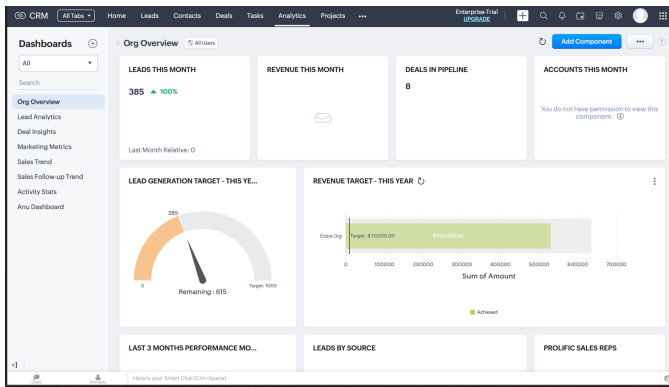 CRM All Tabs Home Leads Contacts Deals Tasks Analytics Projects ••• Enterprise-Trial
UPGRADE
Dashboards
All
Search
Org Overview
Lead Analytics
Deal Insights
Marketing Metrics
Sales Trend
Sales Follow-up Trend
Activity Stats
Anu Dashboard
Org Overview All Users Add Component •••
LEADS THIS MONTH
385 100%
Last Month Relative: 0
REVENUE THIS MONTH
DEALS IN PIPELINE
8
ACCOUNTS THIS MONTH
You do not have permission to view this
component.
LEAD GENERATION TARGET - THIS YE...
385
0
Target: 1000
Remaining : 615
REVENUE TARGET - THIS YEAR
Entire Org Target : $10,000.00
0 100000 200000 300000 400000 500000 600000 700000
Sum of Amount
Achieved
LAST 3 MONTHS PERFORMANCE MO...
LEADS BY SOURCE
PROLIFIC SALES REPS
Chats Contacts Here is your Smart Chat (Ctrl+Space)